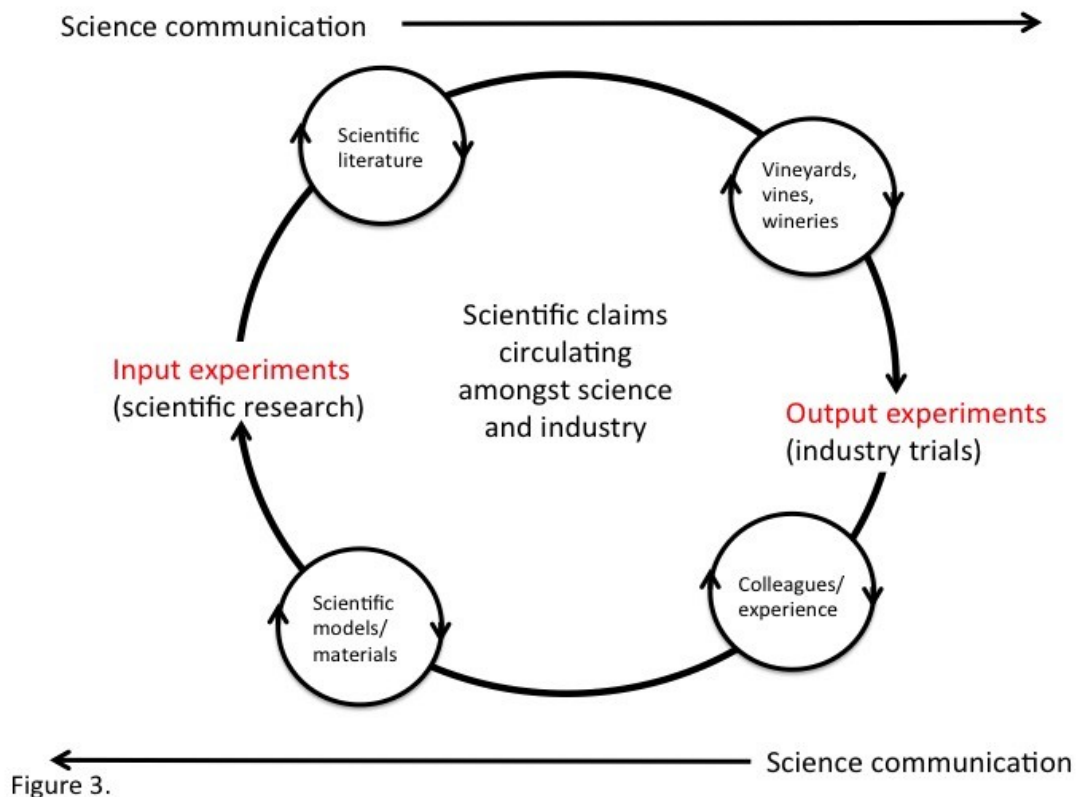 Science communication
Scientific
literature
Vineyards,
vines,
wineries
Scientific claims
circulating
amongst science
and industry
Input experiments
(scientific research)
Output experiments
(industry trials)
Scientific
models/
materials
Colleagues/
experience
Science communication
Figure 3.